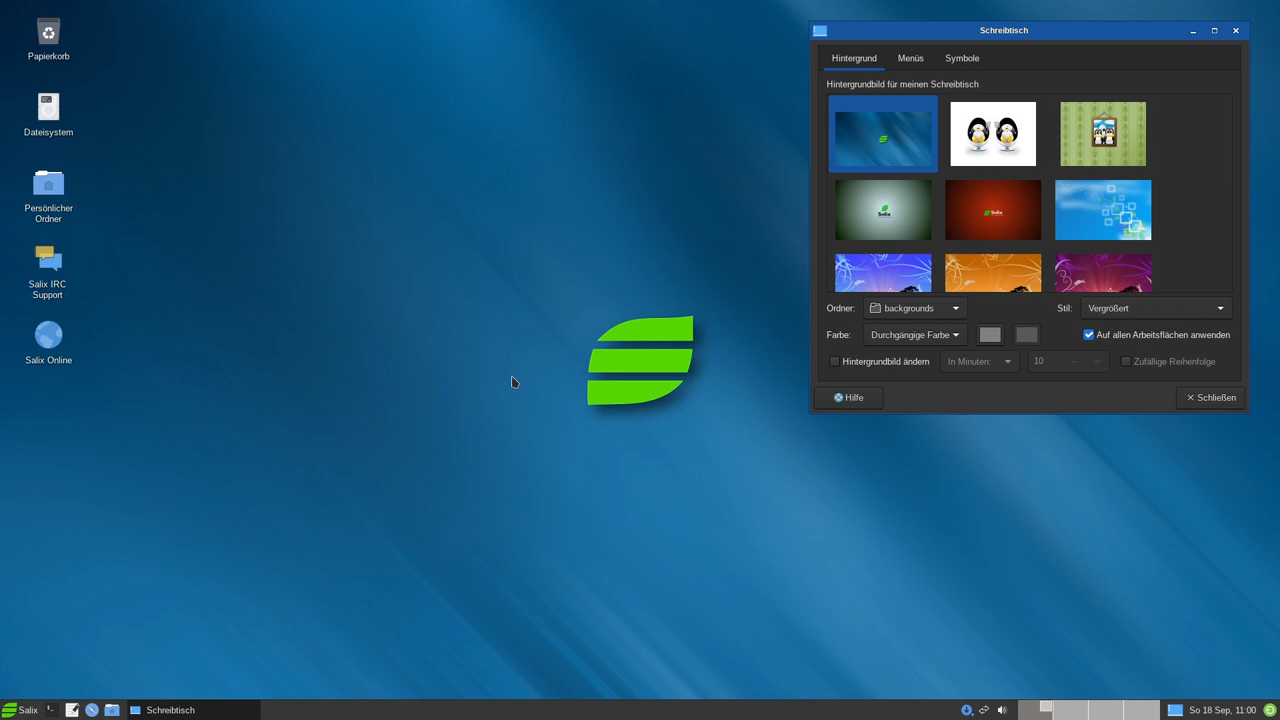 Papierkorb
Dateisystem
Persönlicher
Ordner
Salix IRC
Support
Salix Online
Schreibtisch
Hintergrund
Menüs
Symbole
Hintergrundbild für meinen Schreibtisch
Salix
Salix
Ordner:
backgrounds
Stil:
Vergrößert
Farbe:
Durchgängige Farbe
Auf allen Arbeitsflächen anwenden
Hintergrundbild ändern
In Minuten:
10
Zufällige Reihenfolge
Hilfe
Schließen
Salix
Schreibtisch
So 18 Sep, 11:00